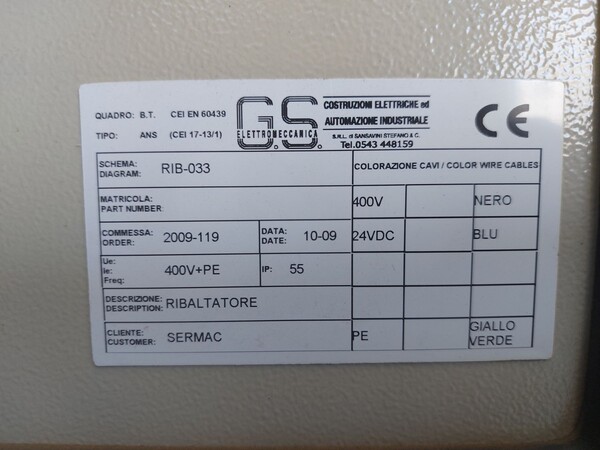 QUADRO: B.T. CEI EN 60439
TIPO: ANS (CEI 17-13/1)
G.S.
ELETTROMECCANICA
COSTRUZIONI ELETTRICHE ed
AUTOMAZIONE INDUSTRIALE
S.N.L. di SANSAVINI STEFANO & C.
Tel.0543 448159
CE
SCHEMA: RIB-033
DIAGRAM:
COLORAZIONE CAVI / COLOR WIRE CABLES
MATRICOLA:
PART NUMBER
400V NERO
COMMESSA: 2009-119 DATA: 10-09
ORDER: DATE:
24VDC BLU
Ue:
Ie: 400V+PE IP: 55
Freq:
DESCRIZIONE: RIBALTATORE
DESCRIPTION:
CLIENTE: SERMAC
CUSTOMER:
PE GIALLO
VERDE